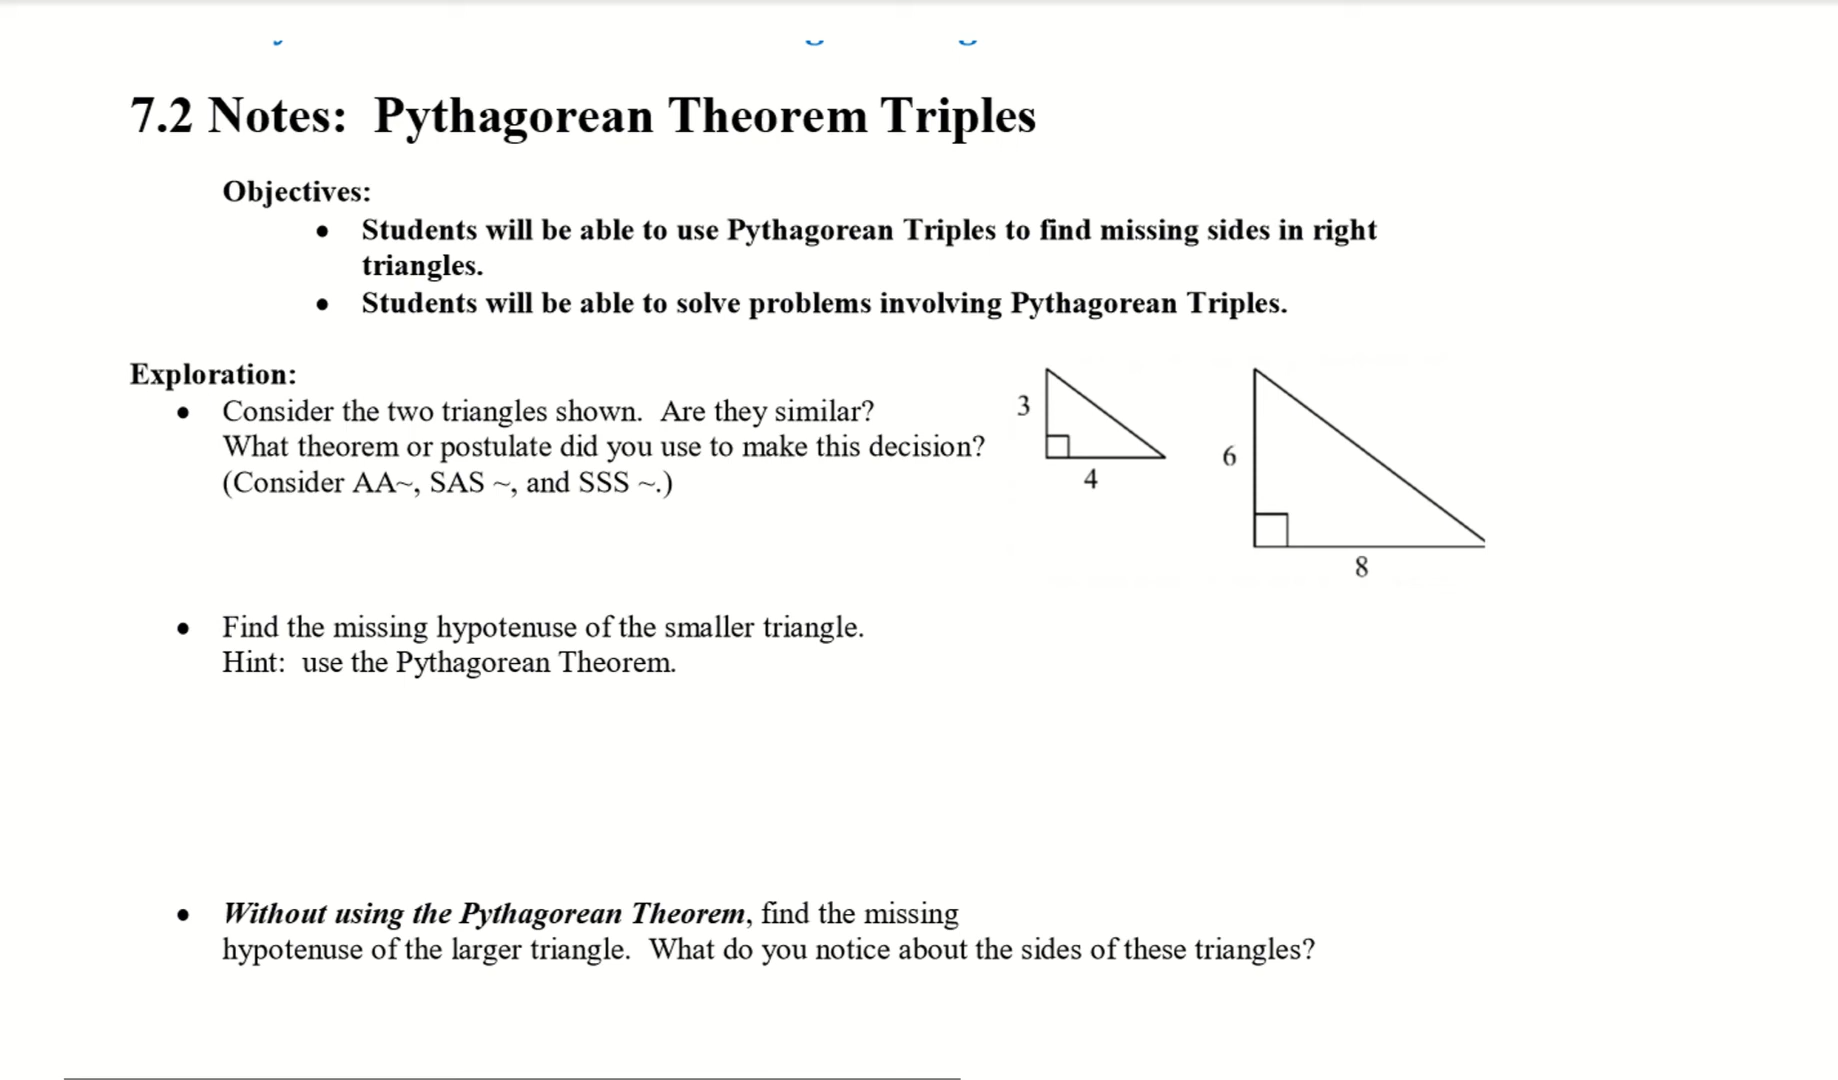 7.2 Notes:  Pythagorean Theorem Triples
Objectives:
• Students will be able to use Pythagorean Triples to find missing sides in right
triangles.
• Students will be able to solve problems involving Pythagorean Triples.
Exploration:
• Consider the two triangles shown.  Are they similar?
What theorem or postulate did you use to make this decision?
(Consider AA~, SAS ~, and SSS ~.)
3
4
6
8
• Find the missing hypotenuse of the smaller triangle.
Hint:  use the Pythagorean Theorem.
• Without using the Pythagorean Theorem, find the missing
hypotenuse of the larger triangle.  What do you notice about the sides of these triangles?